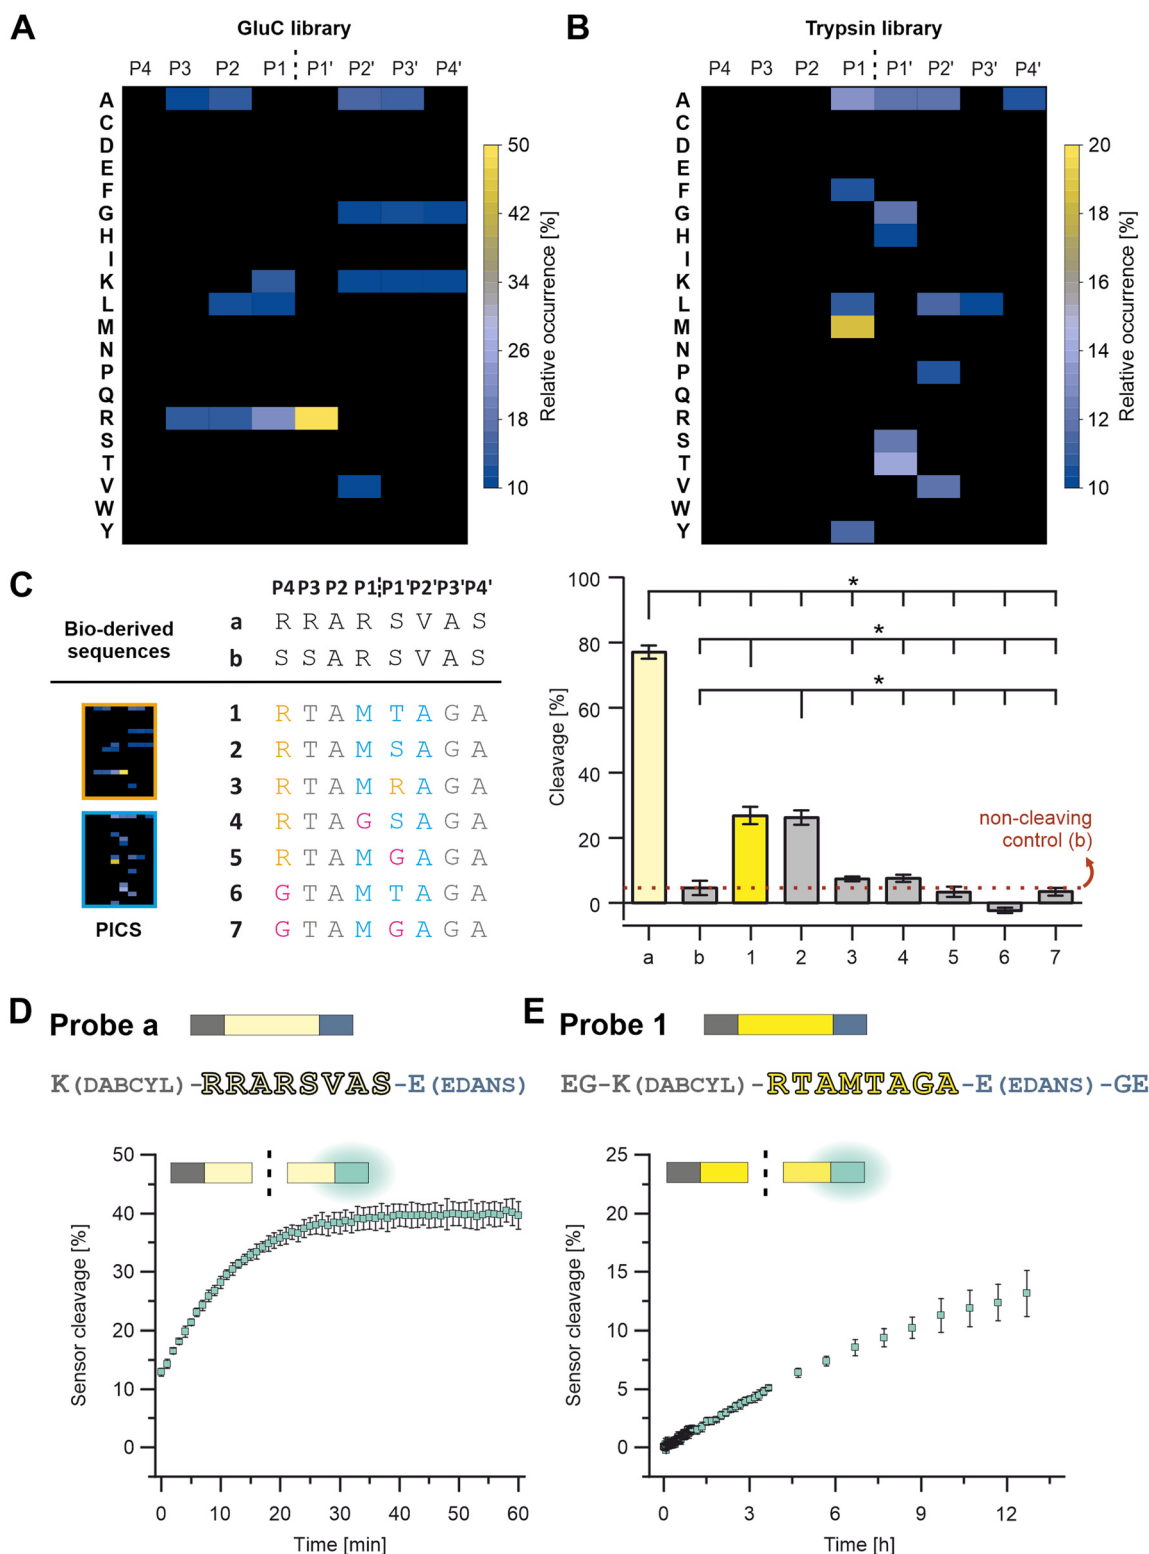 A
GluC library
P4 P3 P2 P1 P1' P2' P3' P4'
A
C
D
E
F
G
H
I
K
L
M
N
P
Q
R
S
T
V
W
Y
50
42
34
26
18
10
Relative occurrence [%]
B
Trypsin library
P4 P3 P2 P1 P1' P2' P3' P4'
A
C
D
E
F
G
H
I
K
L
M
N
P
Q
R
S
T
V
W
Y
20
18
16
14
12
10
Relative occurrence [%]
C
P4 P3 P2 P1 P1' P2' P3' P4'
Bio-derived
sequences
a R R A R S V A S
b S S A R S V A S
1 R T A M T A G A
2 R T A M S A G A
3 R T A M R A G A
4 R T A G S A G A
5 R T A M G A G A
6 G T A M T A G A
7 G T A M G A G A
PICS
100
80
60
40
20
0
Cleavage [%]
*
*
*
non-cleaving
control (b)
a b 1 2 3 4 5 6 7
D
Probe a
K(DABCYL)-RRARSVAS-E(EDANS)
50
40
30
20
10
0
Sensor cleavage [%]
0 10 20 30 40 50 60
Time [min]
E
Probe 1
EG-K(DABCYL)-RTAMTAGA-E(EDANS)-GE
25
20
15
10
5
0
Sensor cleavage [%]
0 3 6 9 12
Time [h]